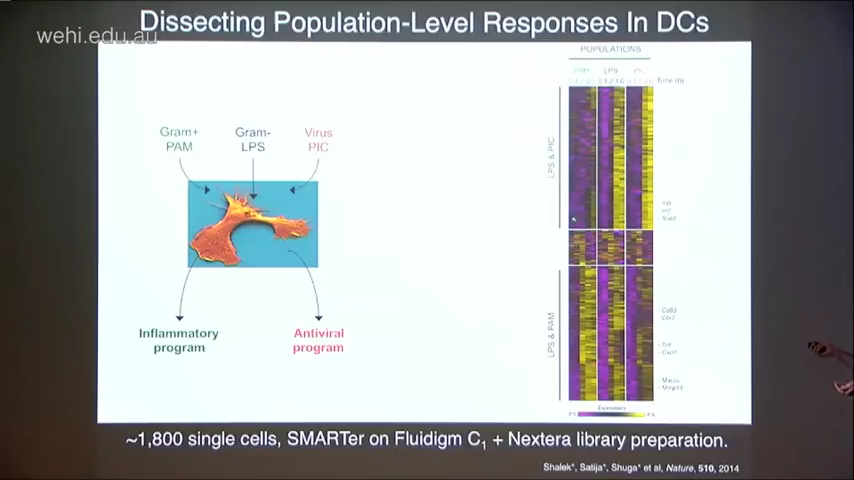 Dissecting Population-Level Responses In DCs
wehi.edu.au
POPULATIONS
PAM LPS PIC
Time (h)
Gram+
PAM
Gram-
LPS
Virus
PIC
LPS & PIC
LPS & PAM
Inflammatory
program
Antiviral
program
Tnf
Cxcl1
Expression
~1,800 single cells, SMARTer on Fluidigm C1 + Nextera library preparation.
Shalek*, Satija*, Shuga* et al, Nature, 510, 2014